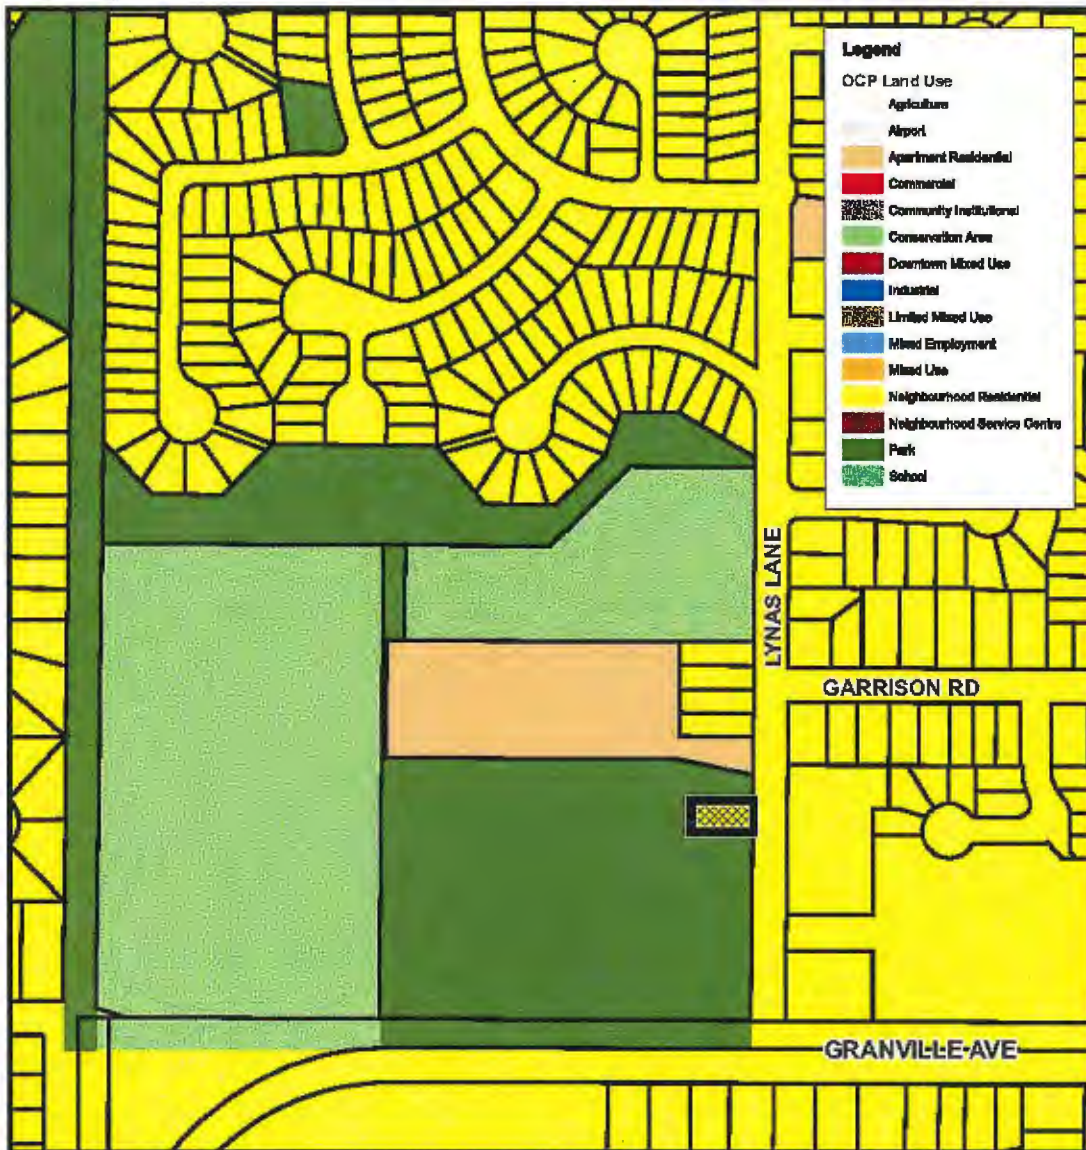 Legend
OCP Land Use
Agriculture
Airport
Apartment Residential
Commercial
Community Institutional
Conservation Area
Downtown Mixed Use
Industrial
Limited Mixed Use
Mixed Employment
Mixed Use
Neighbourhood Residential
Neighbourhood Service Centre
Park
School
LYNAS LANE
GARRISON RD
GRANVILLE AVE